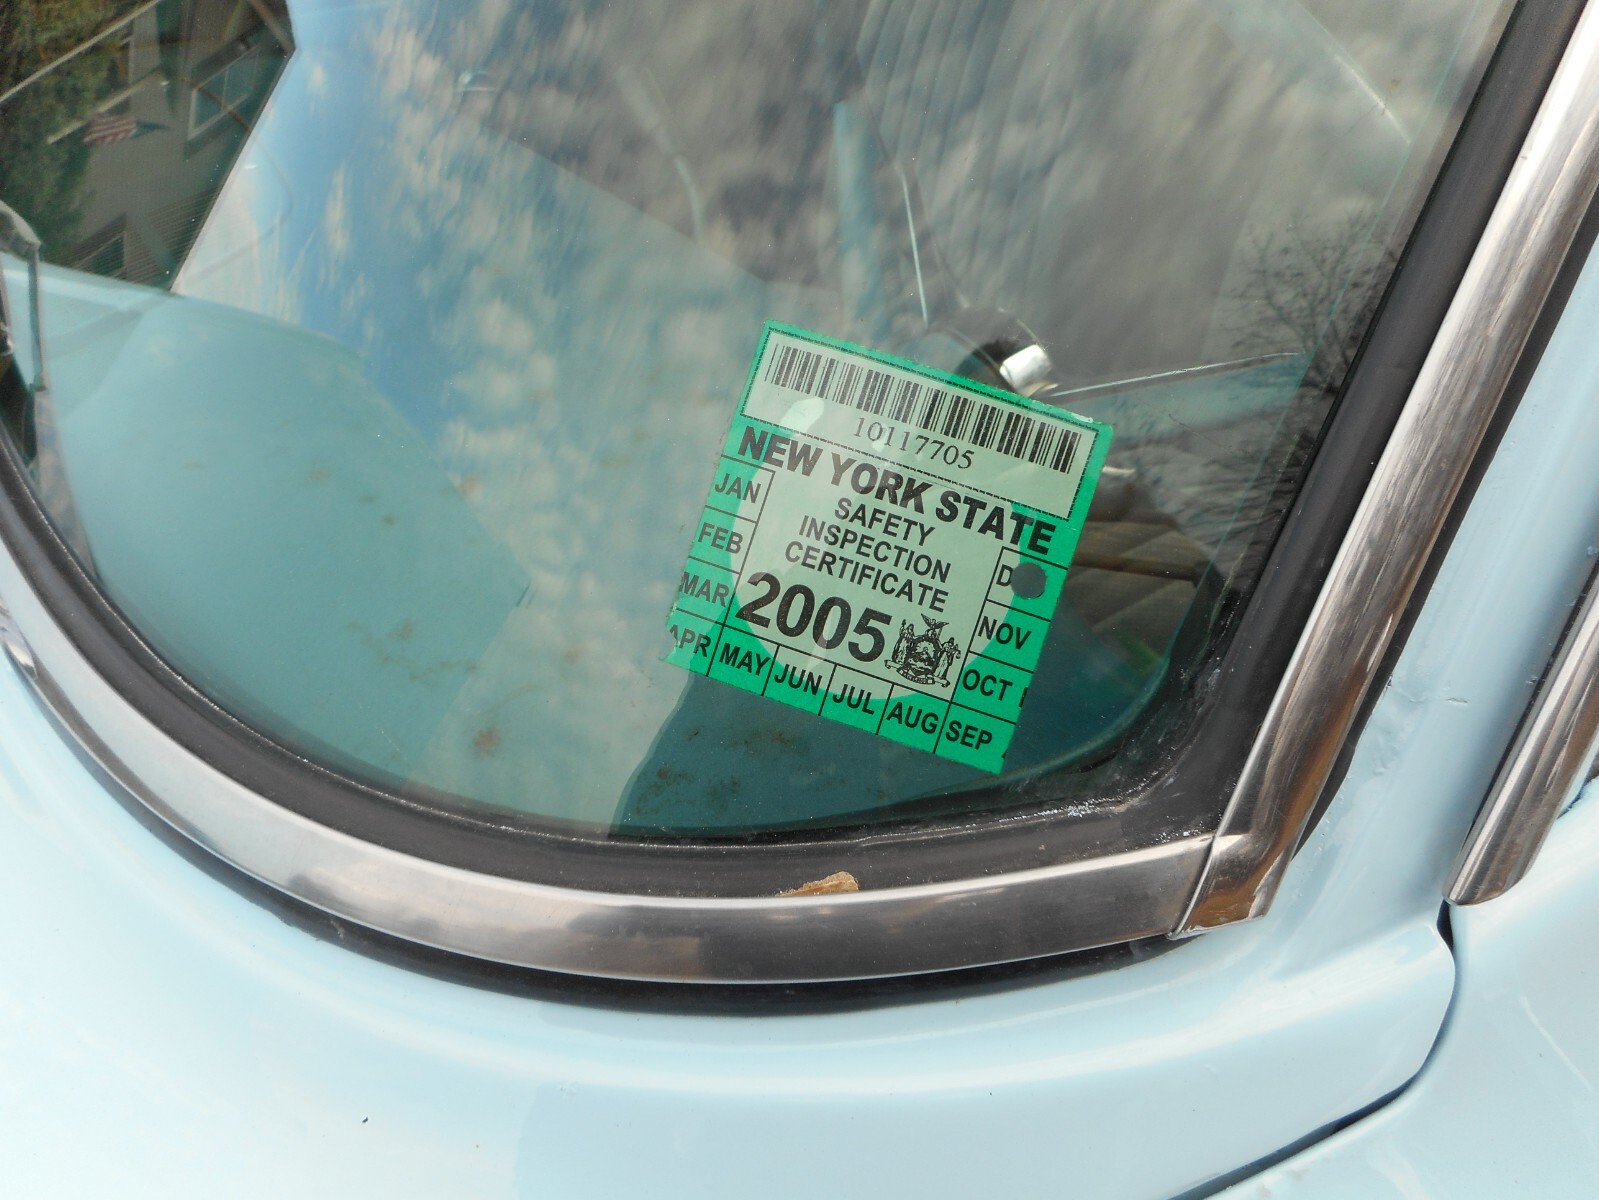 10117705
NEW YORK STATE
SAFETY
INSPECTION
CERTIFICATE
2005
JAN
FEB
MAR
APR
MAY
JUN
JUL
AUG
SEP
OCT
NOV
D